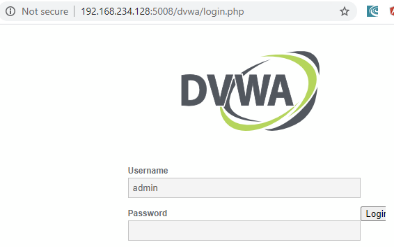 Not secure | 192.168.234.128:5008/dvwa/login.php
DVWA
Username
admin
Password
Login